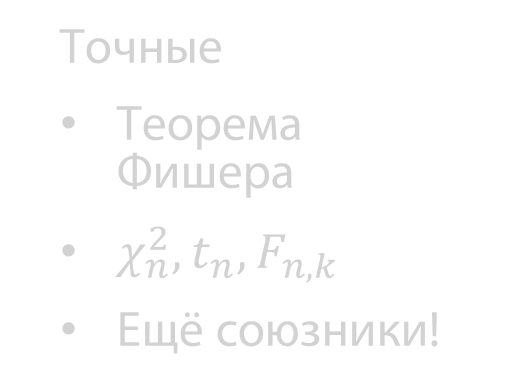 Точные
• Теорема
Фишера
• χ²ₙ, tₙ, Fₙ,ₖ
• Ещё союзники!